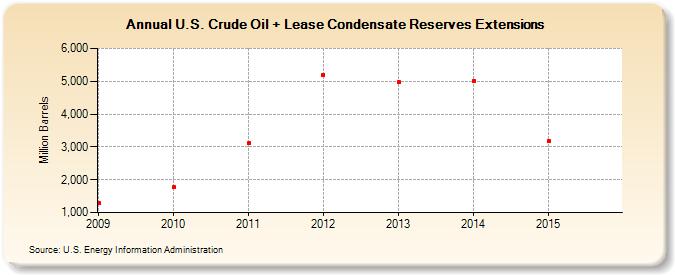 Annual U.S. Crude Oil + Lease Condensate Reserves Extensions
Million Barrels
6,000
5,000
4,000
3,000
2,000
1,000
2009 2010 2011 2012 2013 2014 2015
Source: U.S. Energy Information Administration